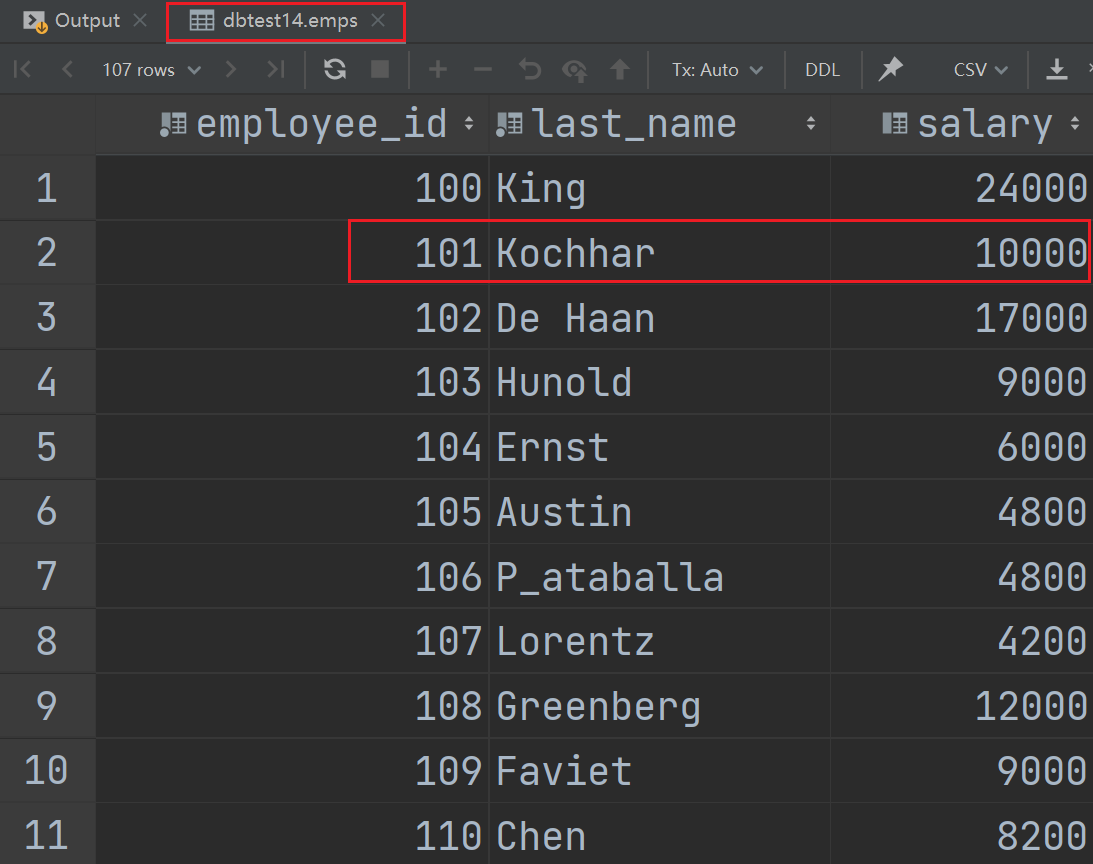 Output dbtest14.emps
107 rows Tx: Auto DDL CSV
employee_id last_name salary
1 100 King 24000
2 101 Kochhar 10000
3 102 De Haan 17000
4 103 Hunold 9000
5 104 Ernst 6000
6 105 Austin 4800
7 106 P_ataballa 4800
8 107 Lorentz 4200
9 108 Greenberg 12000
10 109 Faviet 9000
11 110 Chen 8200